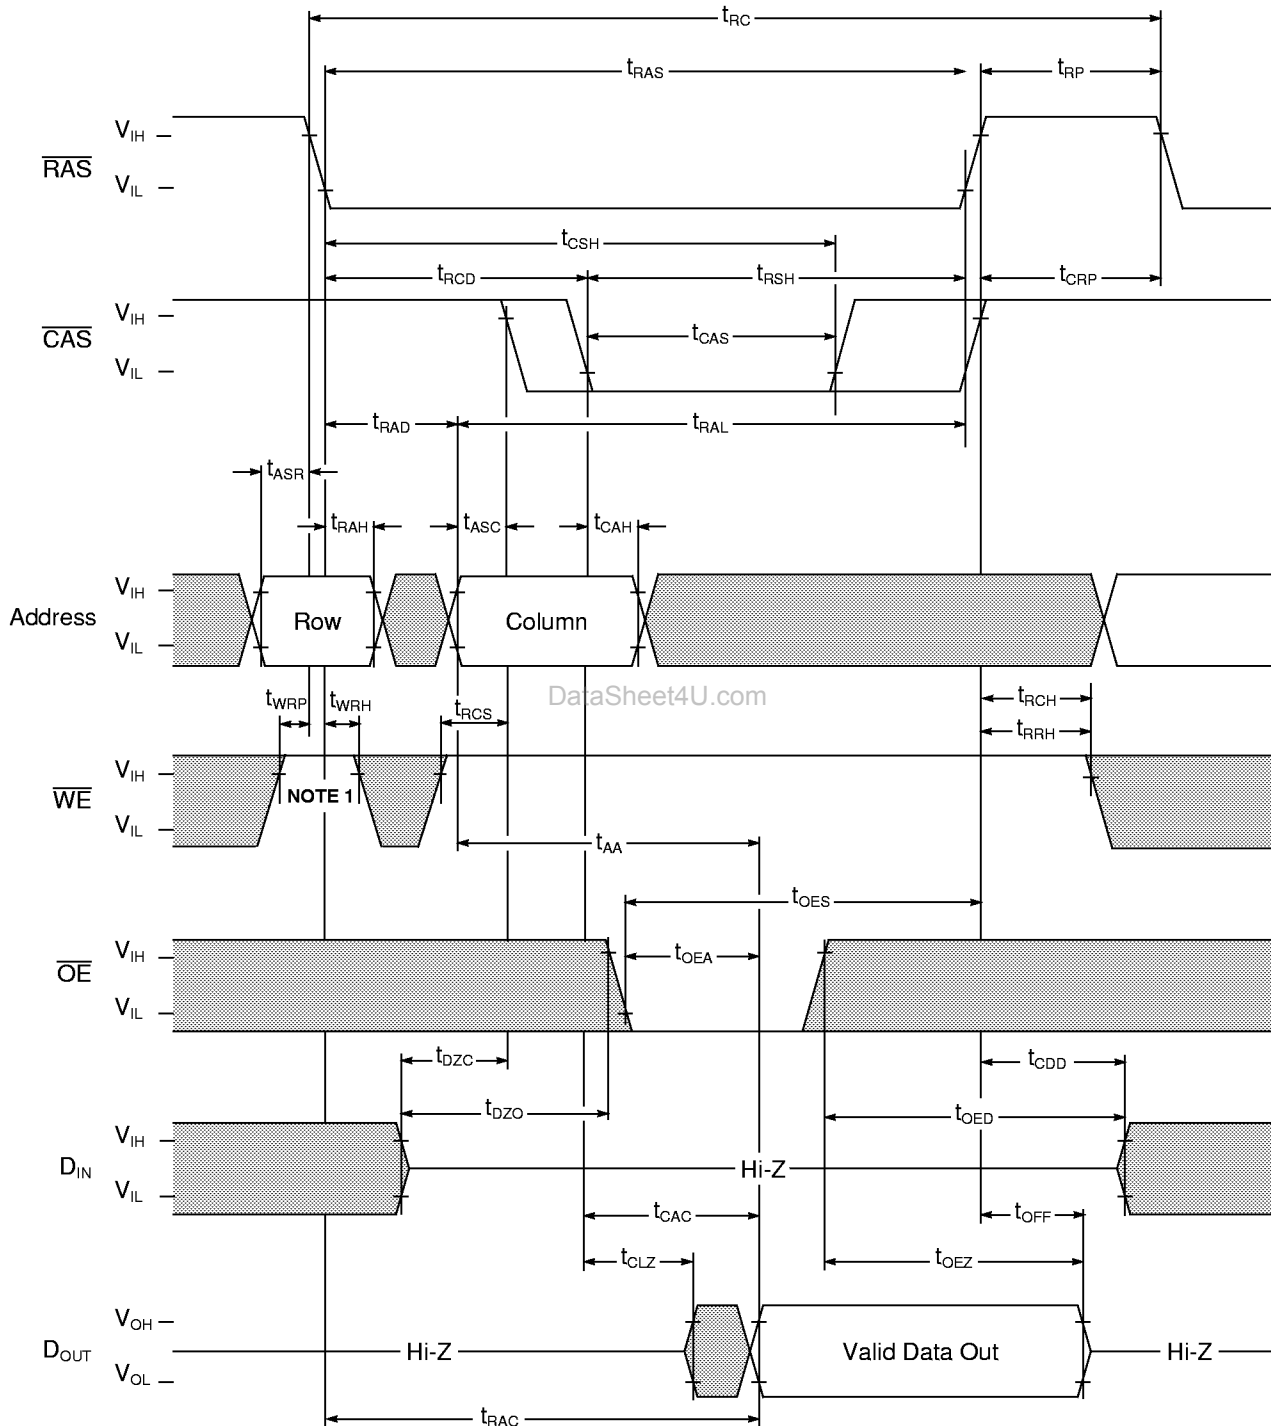 tRC
tRAS tRP
VIH
RAS
VIL
tCSH
tRCD tRSH tCRP
VIH
CAS tCAS
VIL
tRAD tRAL
tASR
tRAH tASC tCAH
VIH
Address Row Column
VIL
DataSheet4U.com
tWRP tWRH tRCS tRCH
tRRH
VIH
WE NOTE 1
VIL
tAA
tOES
VIH
OE tOEA
VIL
tDZC tCDD
tDZO tOED
VIH
DIN Hi-Z
VIL
tCAC tOFF
tCLZ tOEZ
VOH
DOUT Hi-Z Valid Data Out Hi-Z
VOL
tRAC